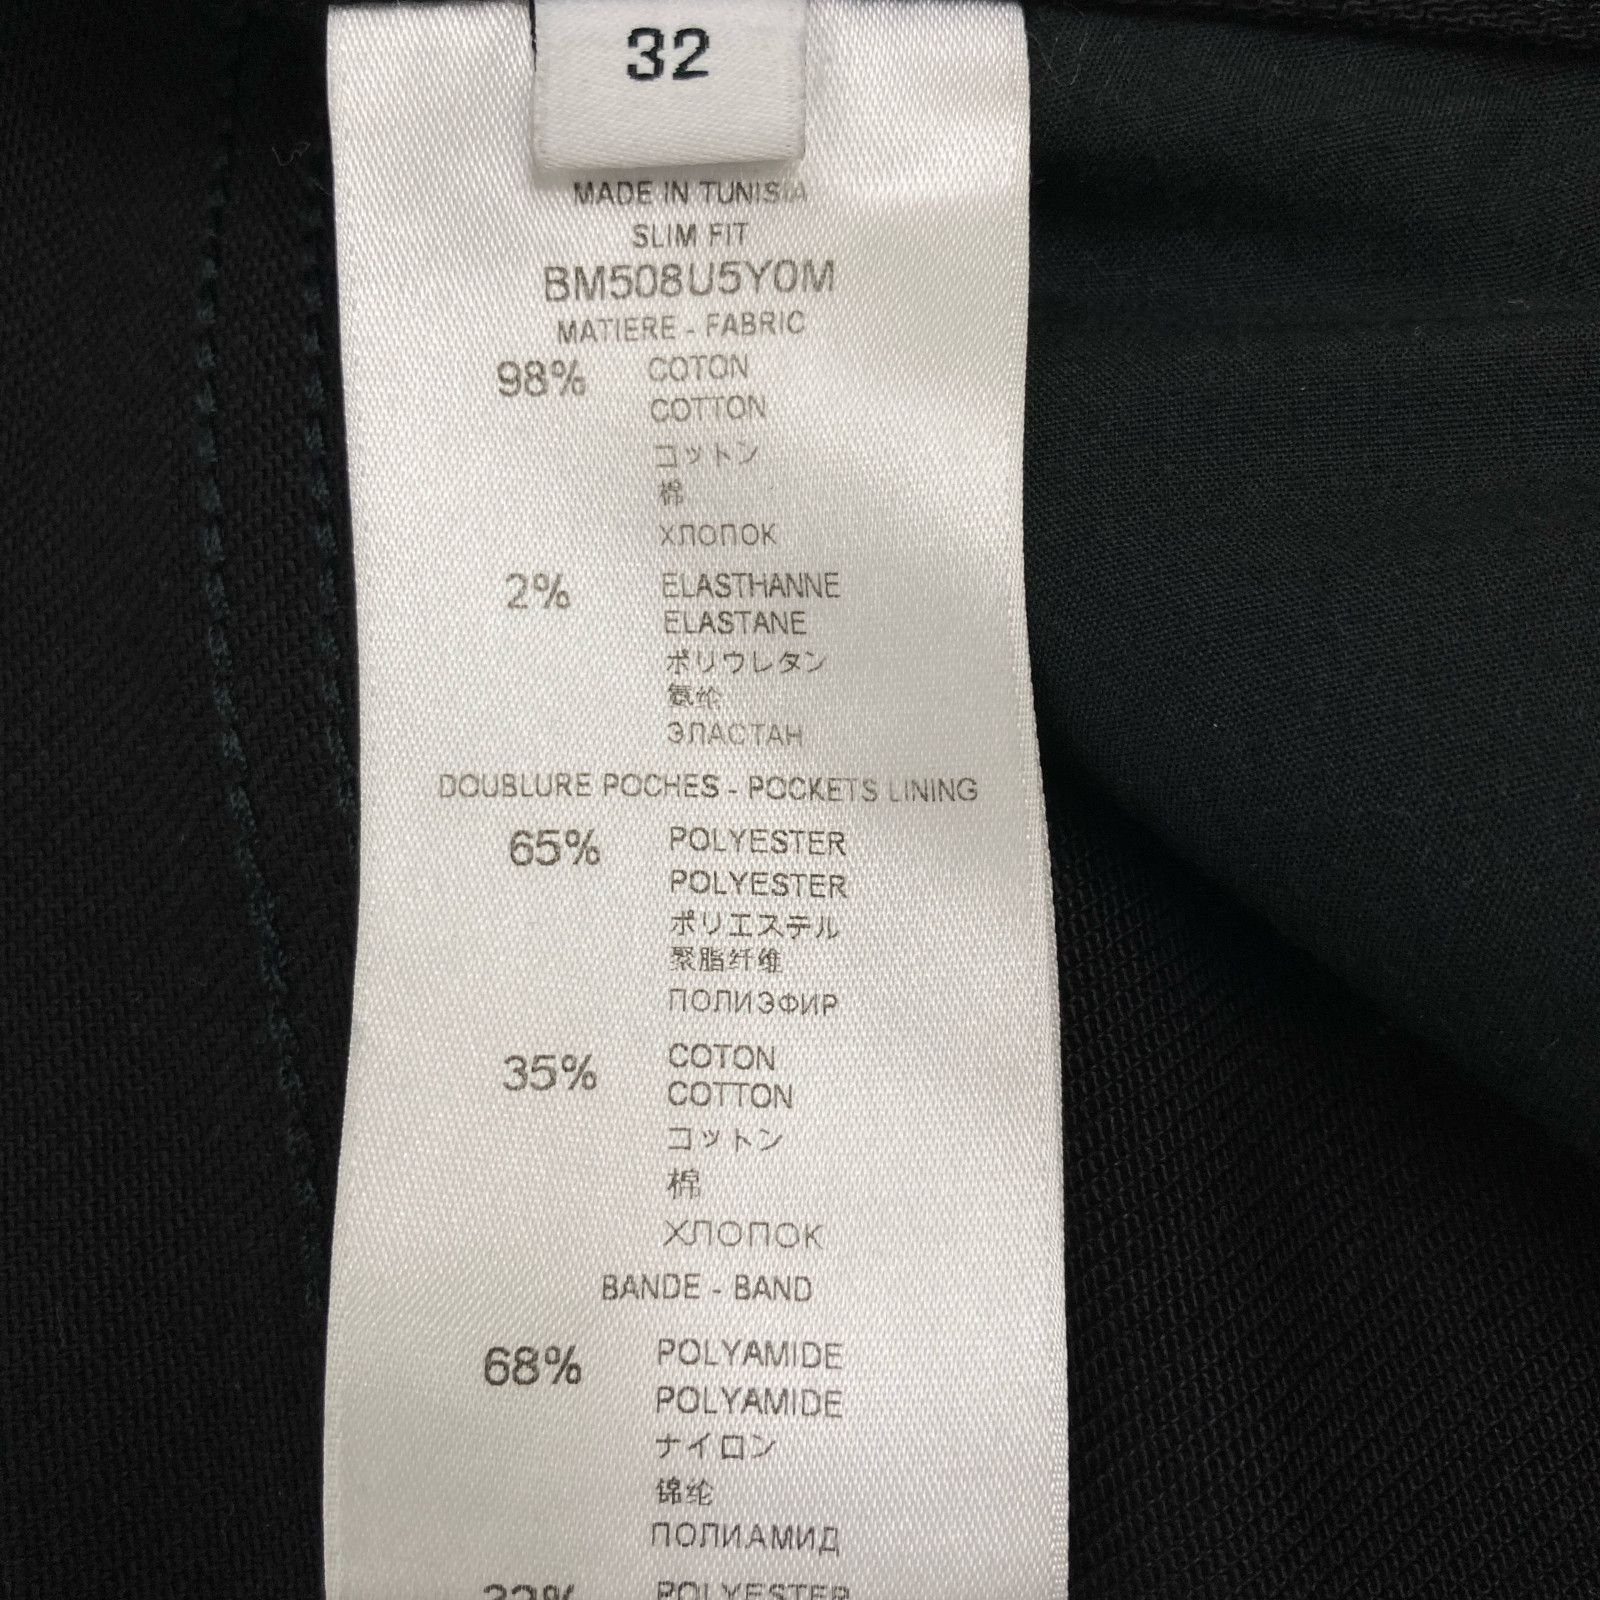 32
MADE IN TUNISIA
SLIM FIT
BM508U5Y0M
MATIERE - FABRIC
98% COTON
COTTON
コットン
棉
ХЛОПОК
2% ELASTHANNE
ELASTANE
ポリウレタン
氨纶
ЭЛАСТАН
DOUBLURE POCHES - POCKETS LINING
65% POLYESTER
POLYESTER
ポリエステル
聚脂纤维
ПОЛИЭФИР
35% COTON
COTTON
コットン
棉
ХЛОПОК
BANDE - BAND
68% POLYAMIDE
POLYAMIDE
ナイロン
锦纶
ПОЛИАМИД
POLYESTER